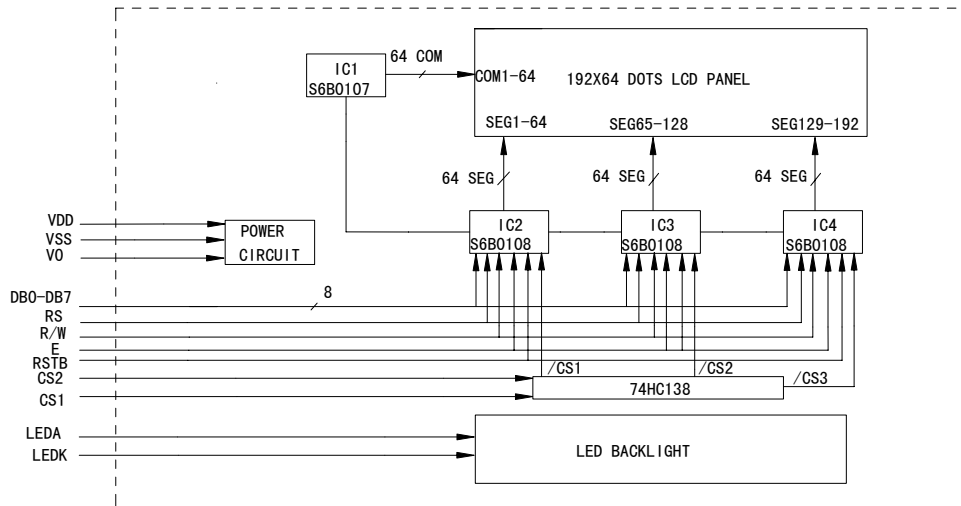 64 COM
IC1
S6B0107
COM1-64
192X64 DOTS LCD PANEL
SEG1-64
SEG65-128
SEG129-192
64 SEG
64 SEG
64 SEG
IC2
S6B0108
IC3
S6B0108
IC4
S6B0108
VDD
VSS
VO
POWER
CIRCUIT
DB0-DB7
8
RS
R/W
E
RSTB
CS2
CS1
/CS1
/CS2
/CS3
74HC138
LEDA
LEDK
LED BACKLIGHT